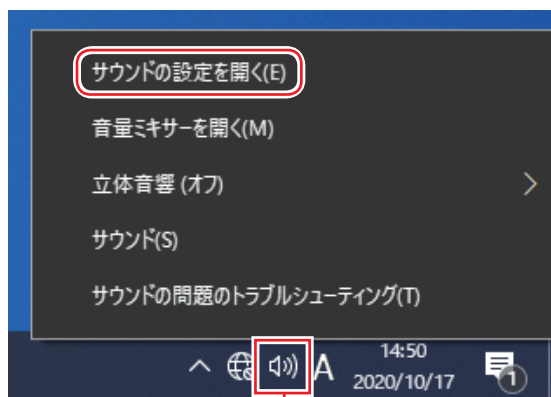 サウンドの設定を開く(E)
音量ミキサーを開く(M)
立体音響 (オフ)
サウンド(S)
サウンドの問題のトラブルシューティング(T)
A
14:50
2020/10/17
1